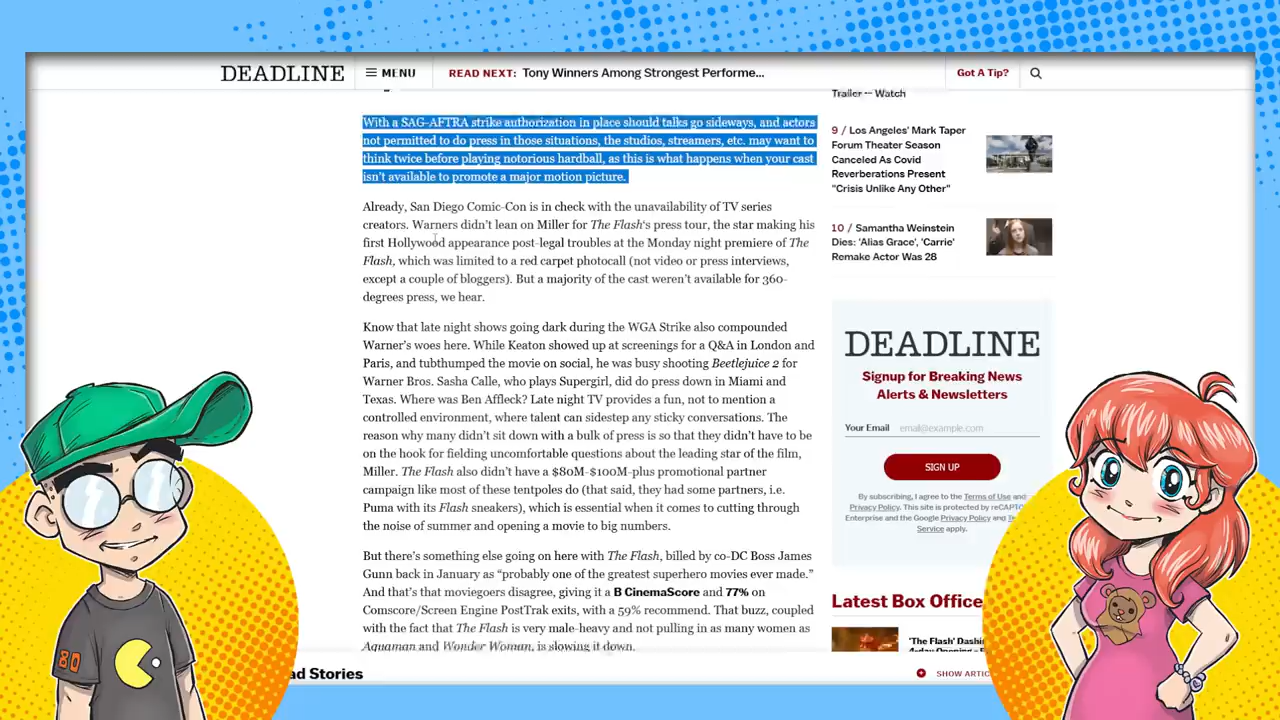 DEADLINE
MENU
READ NEXT: Tony Winners Among Strongest Performe...
Got A Tip?
With a SAG-AFTRA strike authorization in place should talks go sideways, and actors
not permitted to do press in those situations, the studios, streamers, etc. may want to
think twice before playing notorious hardball, as this is what happens when your cast
isn't available to promote a major motion picture.
Already, San Diego Comic-Con is in check with the unavailability of TV series
creators. Warners didn't lean on Miller for The Flash's press tour, the star making his
first Hollywood appearance post-legal troubles at the Monday night premiere of The
Flash, which was limited to a red carpet photocall (not video or press interviews,
except a couple of bloggers). But a majority of the cast weren't available for 360-
degrees press, we hear.
Know that late night shows going dark during the WGA Strike also compounded
Warner's woes here. While Keaton showed up at screenings for a Q&A in London and
Paris, and tubthumped the movie on social, he was busy shooting Beetlejuice 2 for
Warner Bros. Sasha Calle, who plays Supergirl, did do press down in Miami and
Texas. Where was Ben Affleck? Late night TV provides a fun, not to mention a
controlled environment, where talent can sidestep any sticky conversations. The
reason why many didn't sit down with a bulk of press is so that they didn't have to be
on the hook for fielding uncomfortable questions about the leading star of the film,
Miller. The Flash also didn't have a $80M-$100M-plus promotional partner
campaign like most of these tentpoles do (that said, they had some partners, i.e.
Puma with its Flash sneakers), which is essential when it comes to cutting through
the noise of summer and opening a movie to big numbers.
But there's something else going on here with The Flash, billed by co-DC Boss James
Gunn back in January as "probably one of the greatest superhero movies ever made."
And that's that moviegoers disagree, giving it a B CinemaScore and 77% on
Comscore/Screen Engine PostTrak exits, with a 59% recommend. That buzz, coupled
with the fact that The Flash is very male-heavy and not pulling in as many women as
Aquaman and Wonder Woman, is slowing it down.
Trailer – Watch
9 / Los Angeles' Mark Taper
Forum Theater Season
Canceled As Covid
Reverberations Present
"Crisis Unlike Any Other"
10 / Samantha Weinstein
Dies: 'Alias Grace', 'Carrie'
Remake Actor Was 28
DEADLINE
Signup for Breaking News
Alerts & Newsletters
Your Email email@example.com
SIGN UP
By subscribing, I agree to the Terms of Use and
Privacy Policy. This site is protected by reCAPTC
Enterprise and the Google Privacy Policy and
Service apply.
Latest Box Office
'The Flash' Dashin
4-day Opening
ad Stories
SHOW ARTIC
80